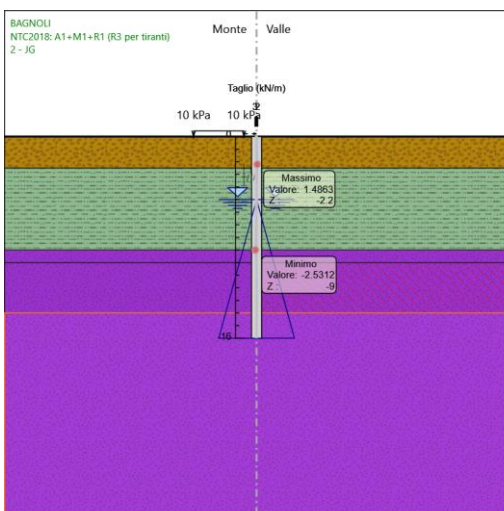 BAGNOLI
NTC2018: A1+M1+R1 (R3 per tiranti)
2 - JG
Monte
Valle
Taglio (kN/m)
10 kPa
10 kPa
Massimo
Valore: 1.4863
Z : -2.2
Minimo
Valore: -2.5312
Z : -9
-16